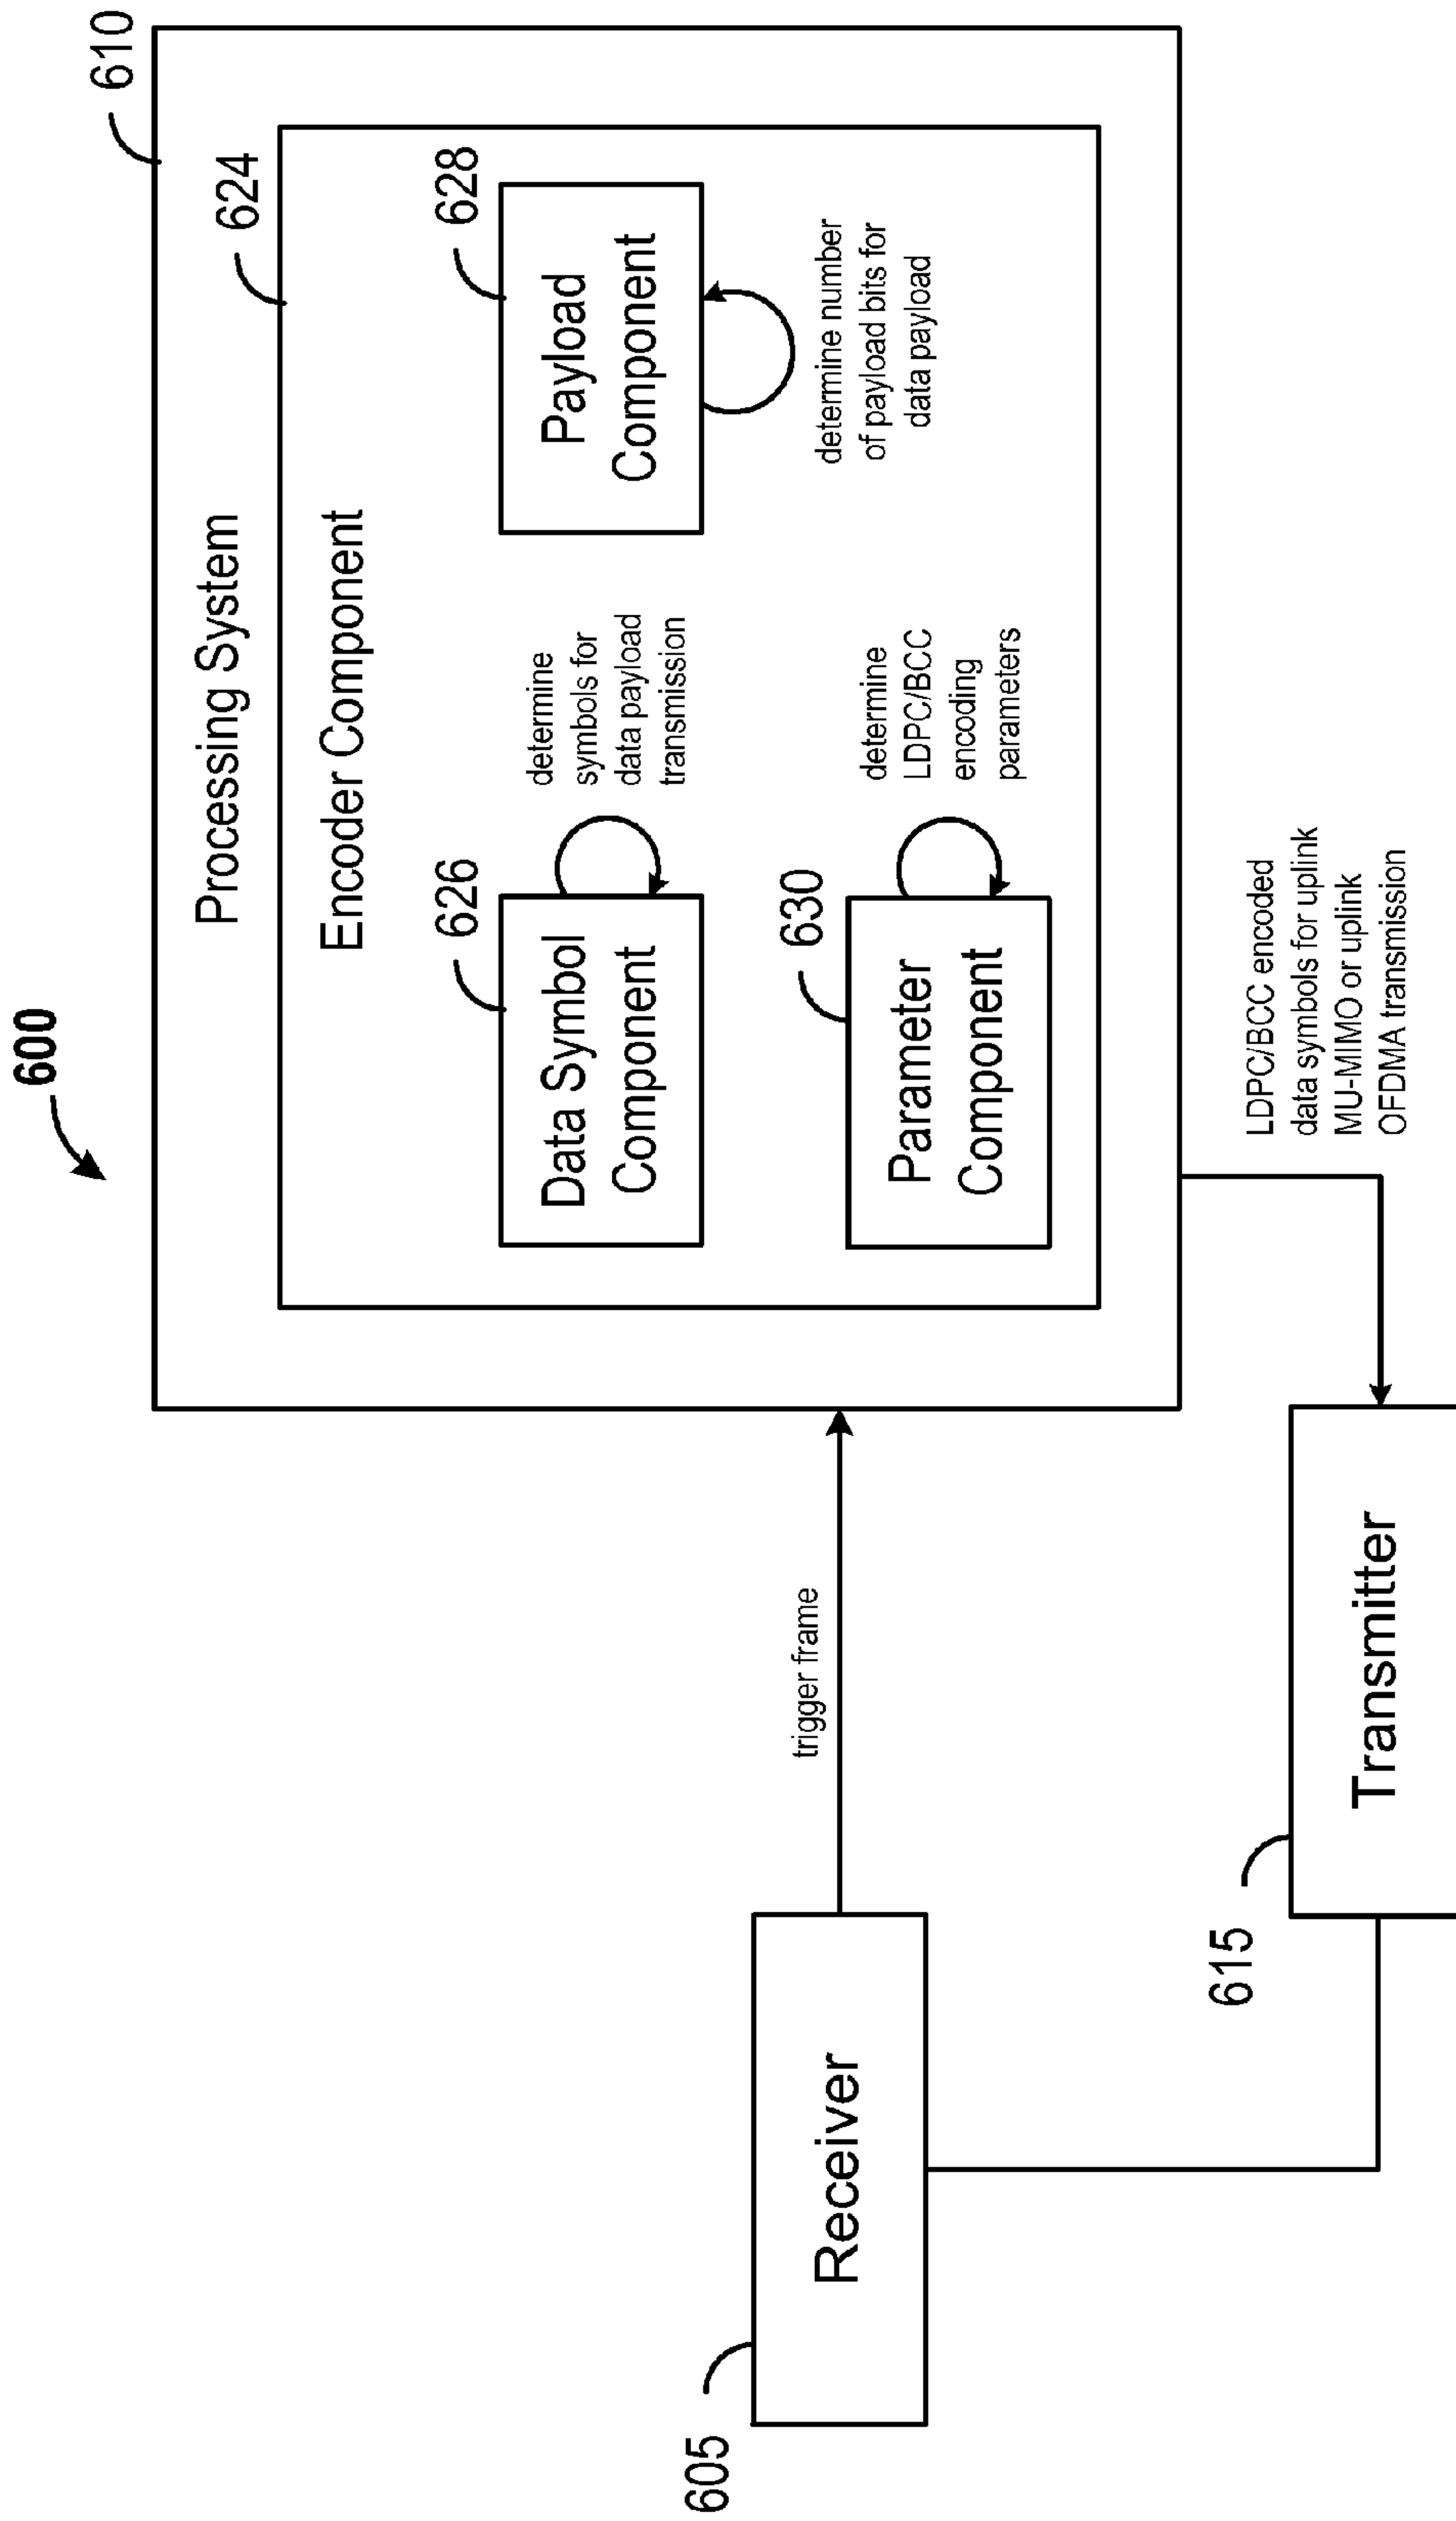 600
610
Processing System
624
Encoder Component
626
Data Symbol
Component
determine
symbols for
data payload
transmission
628
Payload
Component
determine number
of payload bits for
data payload
630
Parameter
Component
determine
LDPC/BCC
encoding
parameters
605
Receiver
trigger frame
615
Transmitter
LDPC/BCC encoded
data symbols for uplink
MU-MIMO or uplink
OFDMA transmission